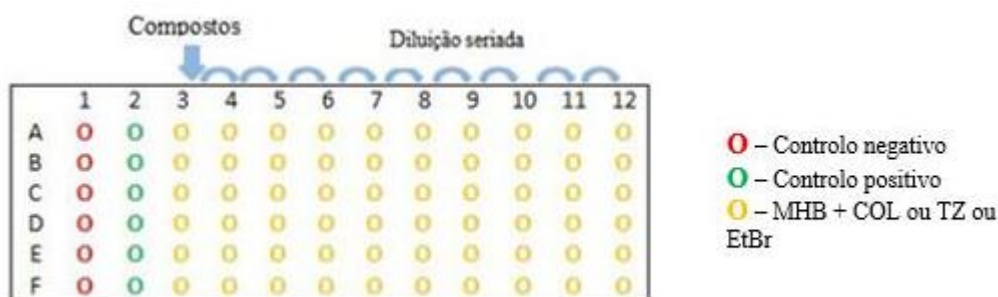 Compostos
Diluição seriada
1 2 3 4 5 6 7 8 9 10 11 12
A O O O O O O O O O O O O
B O O O O O O O O O O O O
C O O O O O O O O O O O O
D O O O O O O O O O O O O
E O O O O O O O O O O O O
F O O O O O O O O O O O O
O – Controlo negativo
O – Controlo positivo
O – MHB + COL ou TZ ou
EtBr